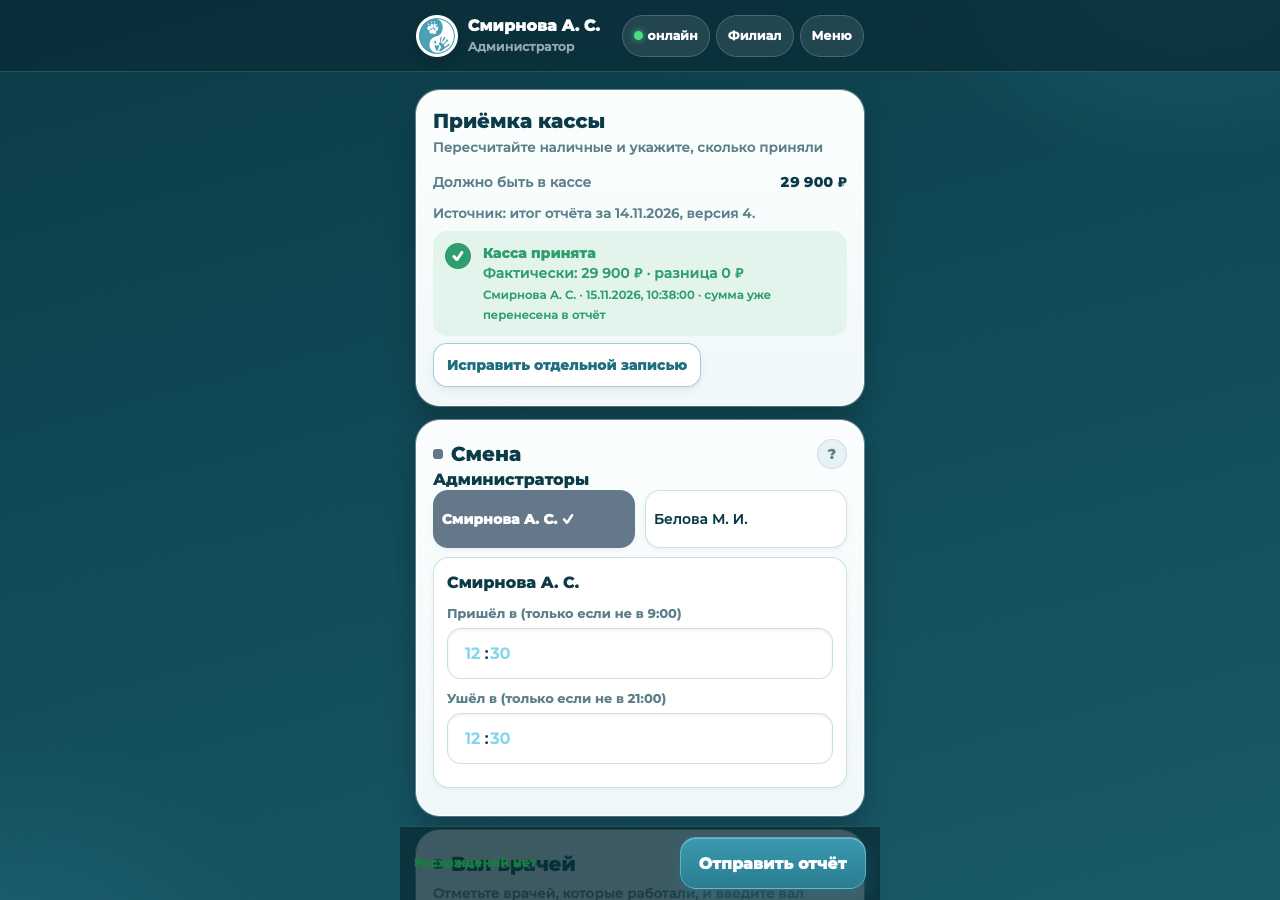 Смирнова А. С.
Администратор
онлайн
Филиал
Меню
Приёмка кассы
Пересчитайте наличные и укажите, сколько приняли
Должно быть в кассе 29 900 ₽
Источник: итог отчёта за 14.11.2026, версия 4.
Касса принята
Фактически: 29 900 ₽ · разница 0 ₽
Смирнова А. С. · 15.11.2026, 10:38:00 · сумма уже
перенесена в отчёт
Исправить отдельной записью
Смена
?
Администраторы
Смирнова А. С. ✓
Белова М. И.
Смирнова А. С.
Пришёл в (только если не в 9:00)
12 :30
Ушёл в (только если не в 21:00)
12 :30
Вал врачей
Расхождений нет
Отправить отчёт
Отметьте врачей, которые работали, и введите вал